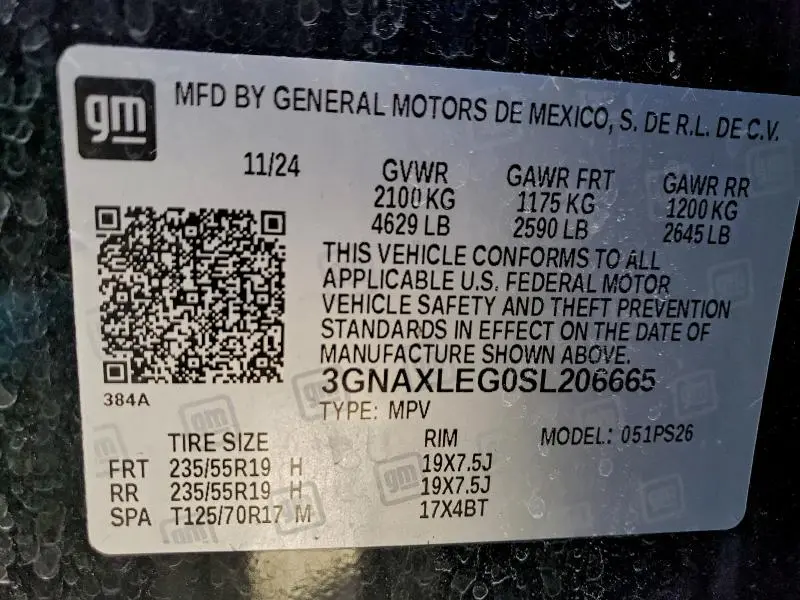 gm
MFD BY GENERAL MOTORS DE MEXICO, S. DE R.L. DE C.V.
11/24 GVWR GAWR FRT GAWR RR
2100 KG 1175 KG 1200 KG
4629 LB 2590 LB 2645 LB
THIS VEHICLE CONFORMS TO ALL
APPLICABLE U.S. FEDERAL MOTOR
VEHICLE SAFETY AND THEFT PREVENTION
STANDARDS IN EFFECT ON THE DATE OF
MANUFACTURE SHOWN ABOVE.
3GNAXLEG0SL206665
384A
TYPE: MPV
TIRE SIZE RIM MODEL: 051PS26
FRT 235/55R19 H 19X7.5J
RR 235/55R19 H 19X7.5J
SPA T125/70R17 M 17X4BT